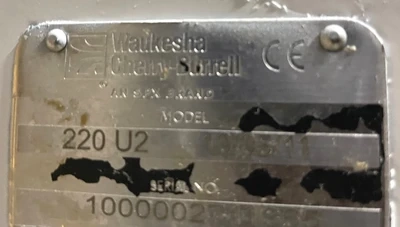 Waukesha CE
Cherry-Burrell
AN SPX BRAND
MODEL
220 U2
SERIAL NO.
1000002